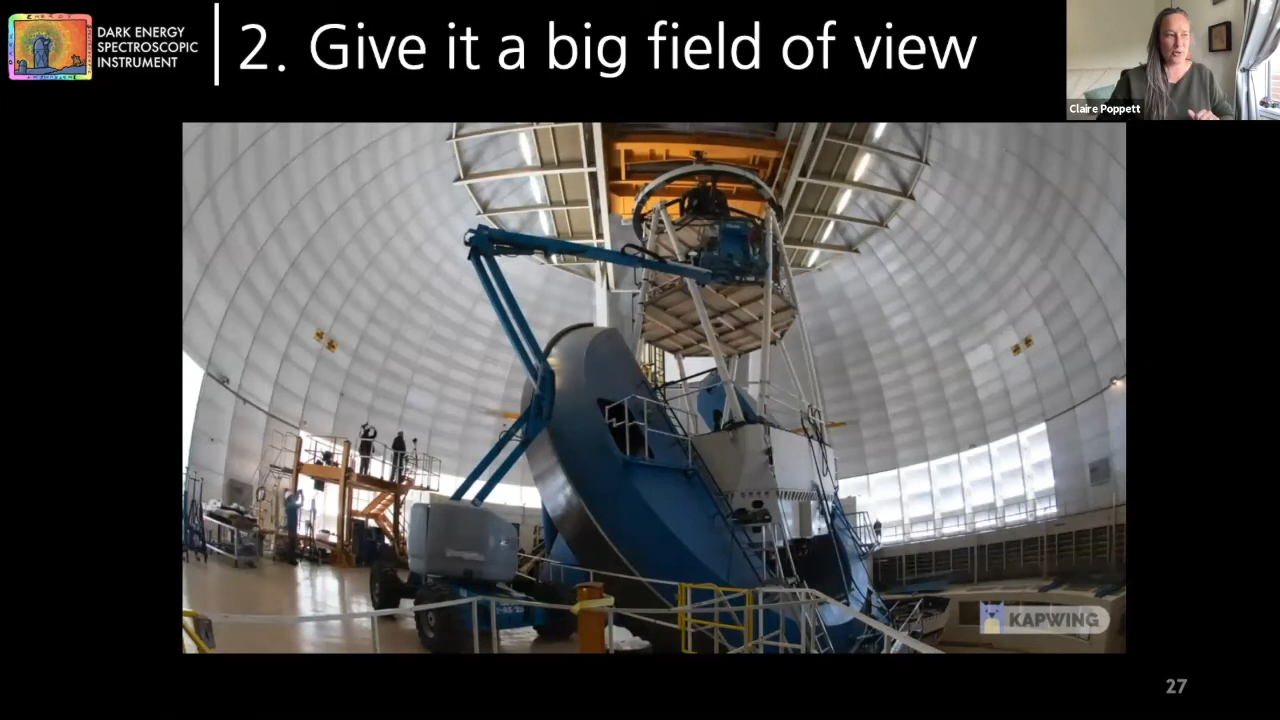 DARK ENERGY
SPECTROSCOPIC
INSTRUMENT
2. Give it a big field of view
Claire Poppett
KAPWING
27